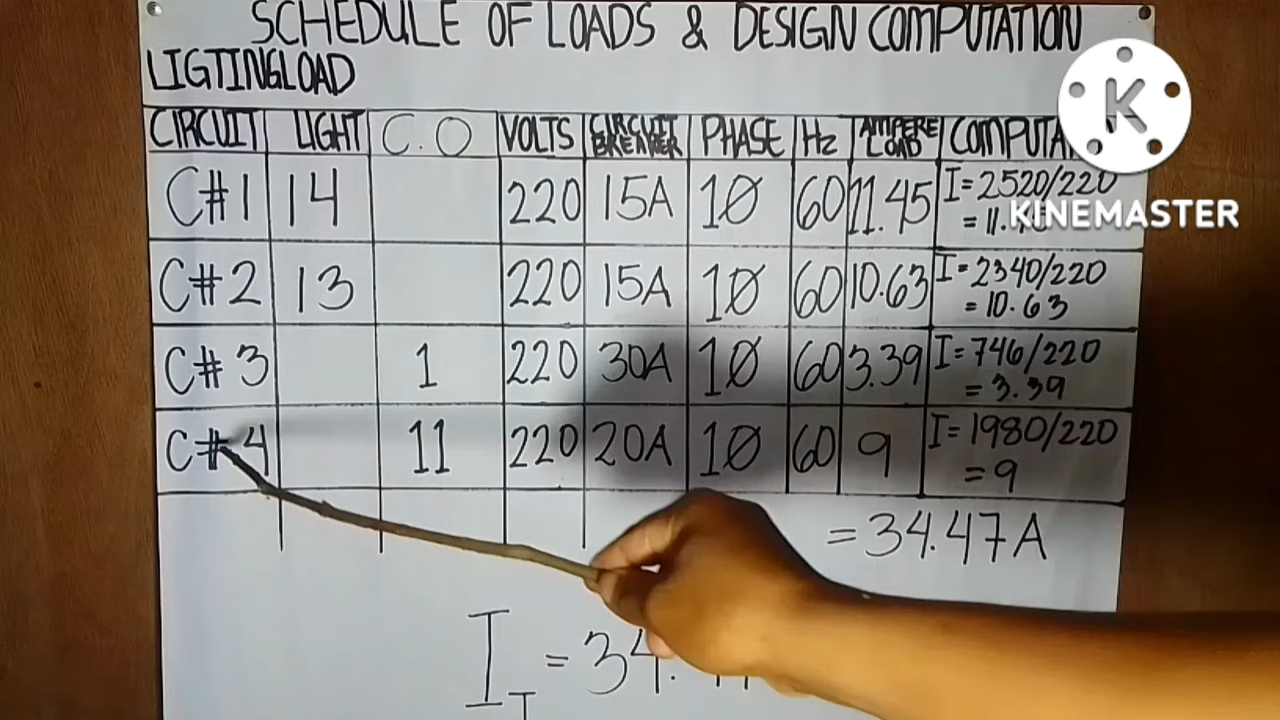 SCHEDULE OF LOADS & DESIGN COMPUTATION
LIGTINGLOAD
CIRCUIT LIGHT C.O VOLTS CIRCUIT BREAKER PHASE Hz AMPERE LOAD
C#1 14 220 15A 1Ø 60 11.45 I=2520/220
C#2 13 220 15A 1Ø 60 10.63 I=2340/220
=10.63
C#3 1 220 30A 1Ø 60 3.39 I=746/220
=3.39
C#4 11 220 20A 1Ø 60 9 I=1980/220
=9
=34.47A
K
KINEMASTER